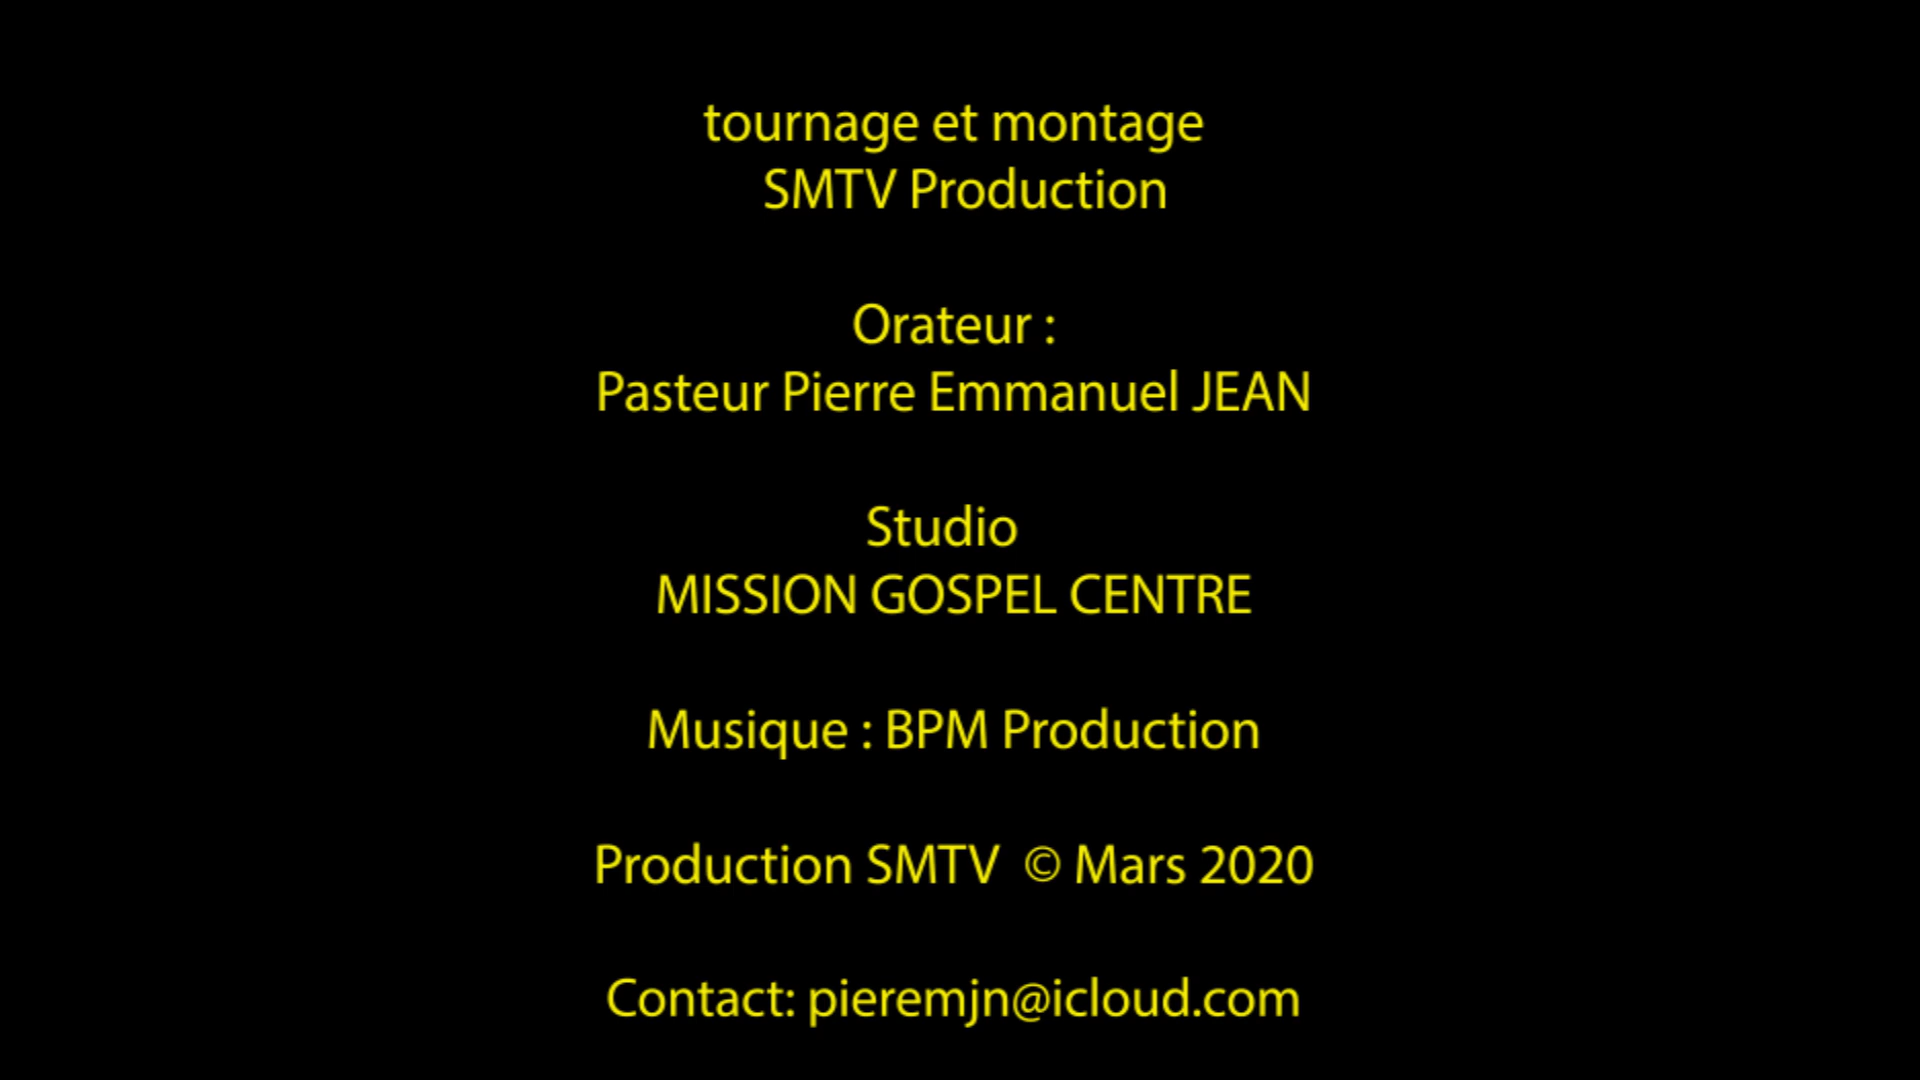 tournage et montage
SMTV Production
Orateur :
Pasteur Pierre Emmanuel JEAN
Studio
MISSION GOSPEL CENTRE
Musique : BPM Production
Production SMTV © Mars 2020
Contact: pieremjn@icloud.com